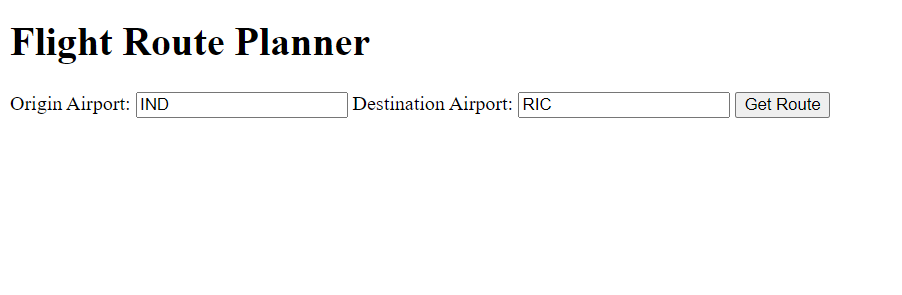 Flight Route Planner
Origin Airport: IND Destination Airport: RIC Get Route